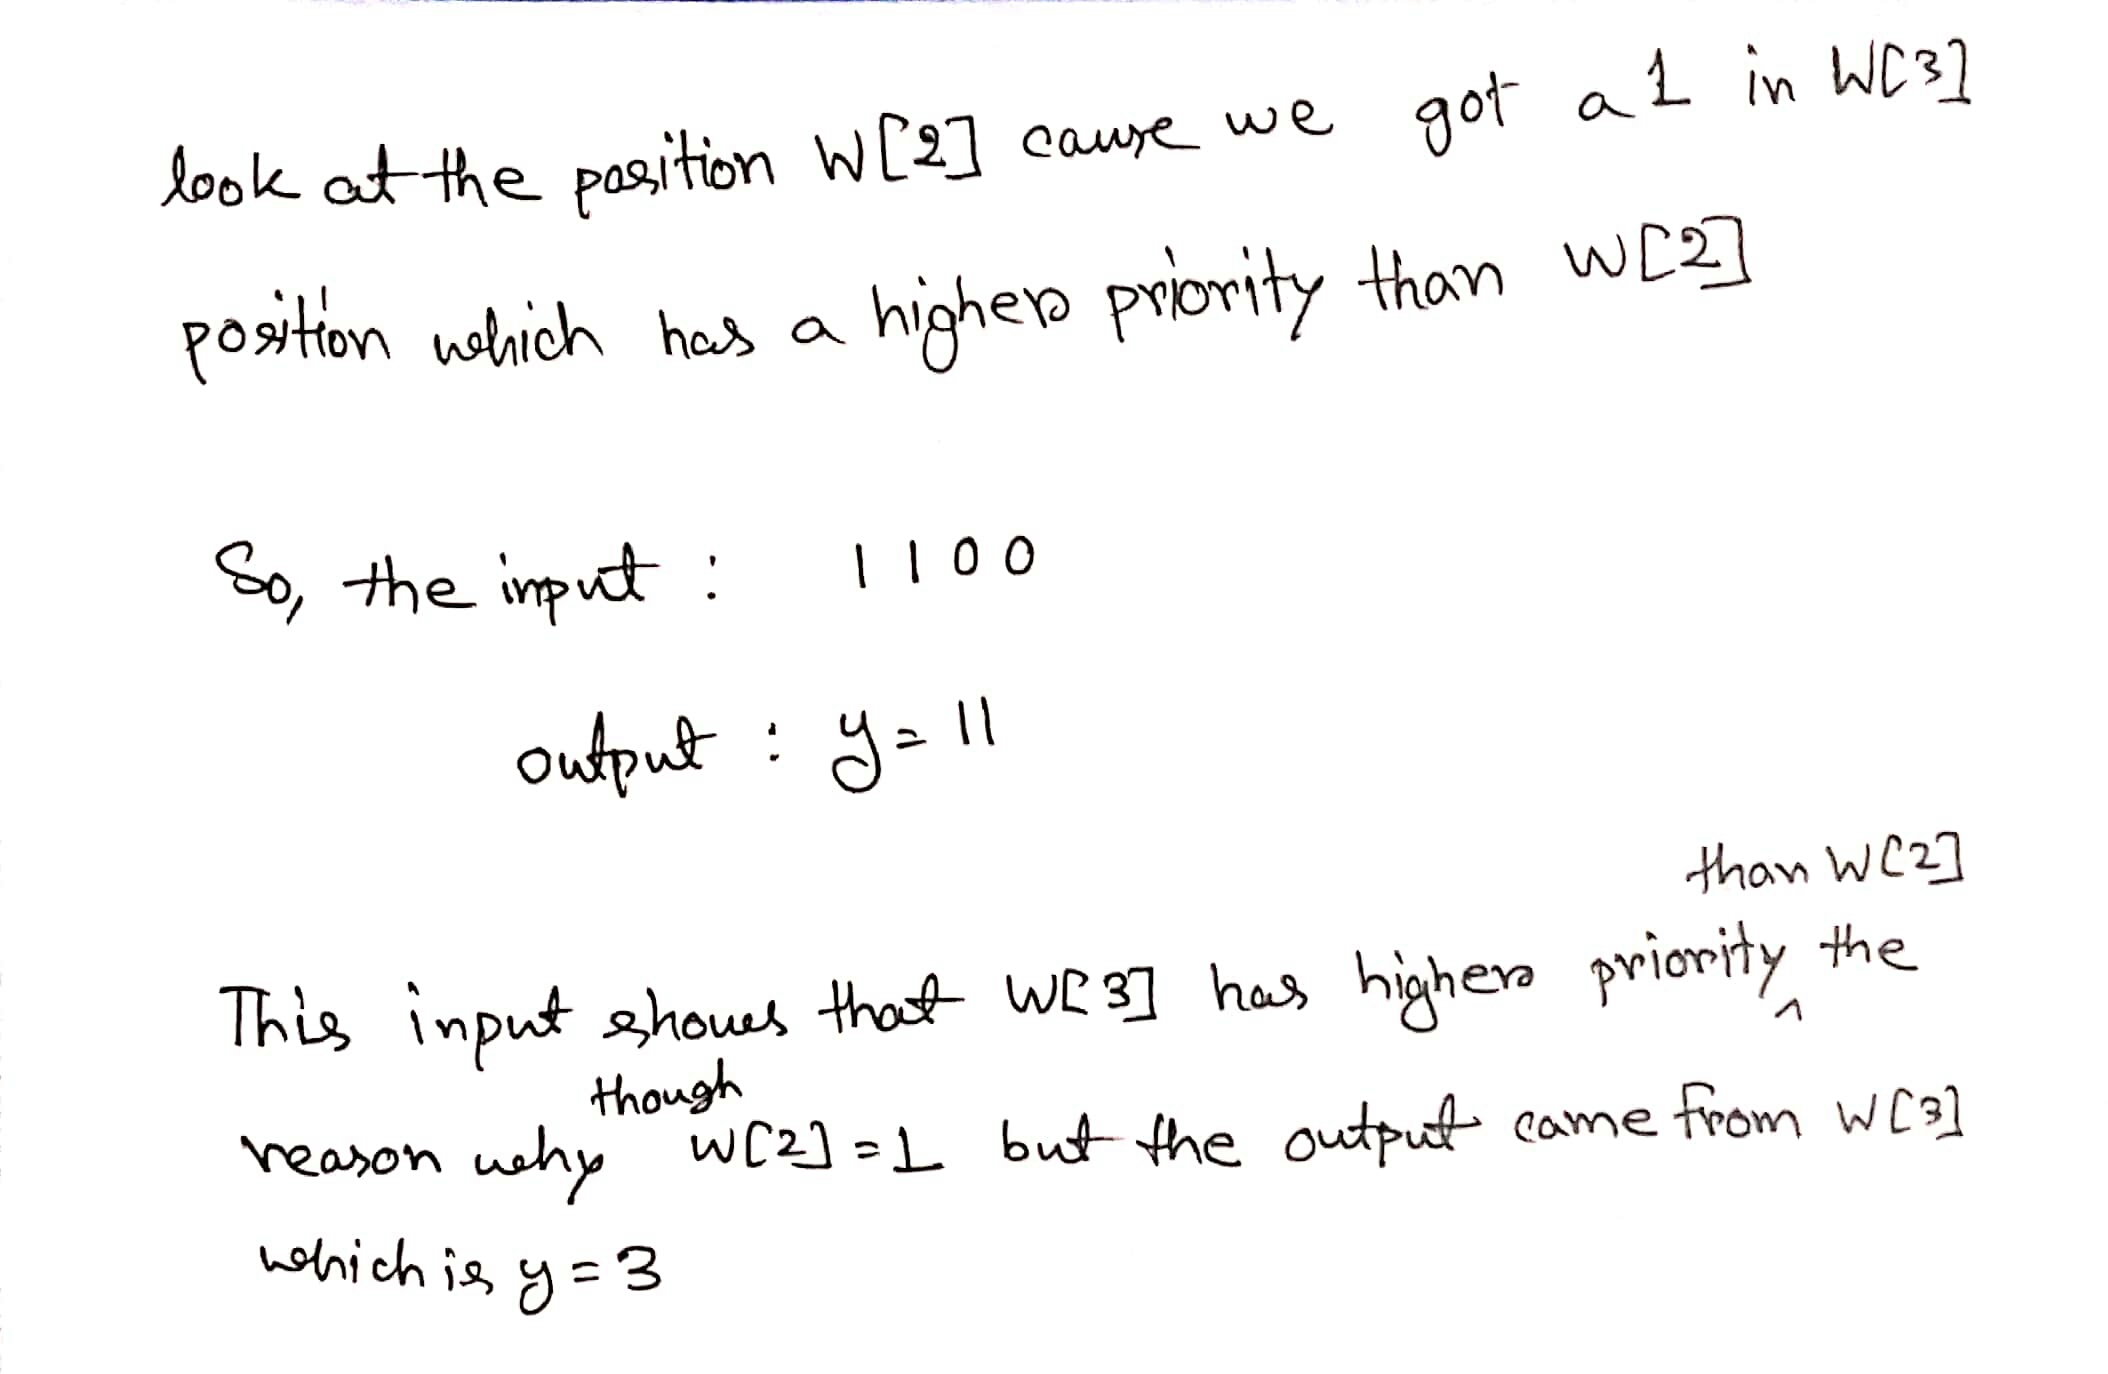 look at the position W[2] cause we got a 1 in W[3]
position which has a higher priority than W[2]
So, the input : 1100
output : y = 11
than W[2]
This input shows that W[3] has higher priority ^ the
though
reason why W[2] = 1 but the output came from W[3]
which is y = 3